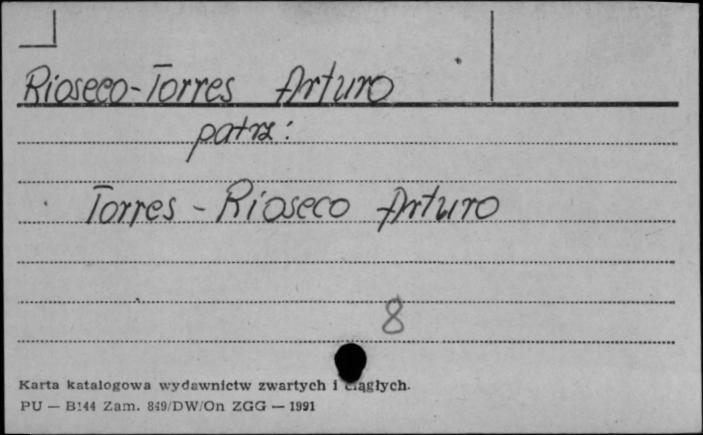 Rioseco-Torres Arturo
patrz:
Torres - Rioseco Arturo
8
Karta katalogowa wydawnictw zwartych i ciągłych.
PU — B144 Zam. 849/DW/On ZGG — 1991